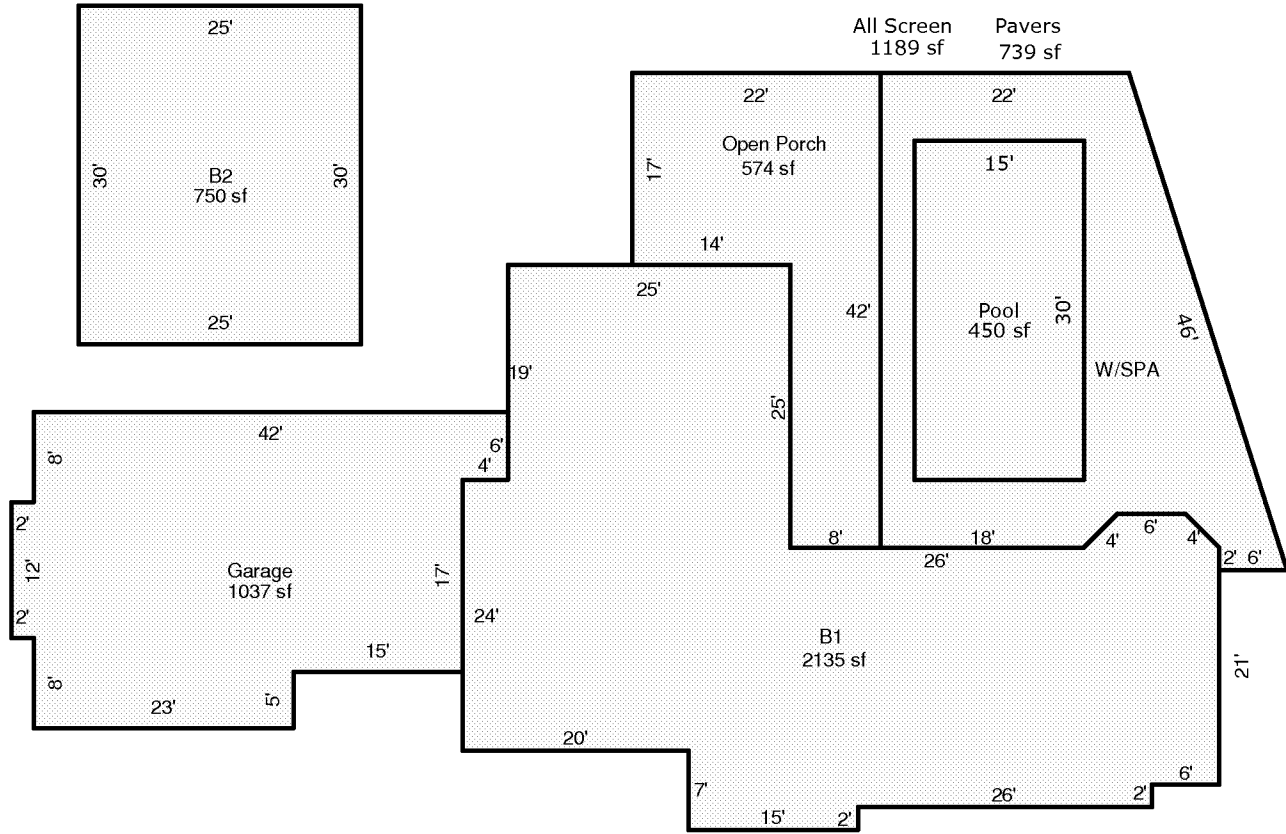 25'
All Screen
1189 sf
Pavers
739 sf
22'
22'
30'
B2
750 sf
30'
17'
Open Porch
574 sf
15'
14'
25'
25'
42'
Pool
450 sf
30'
46'
W/SPA
19'
25'
42'
6'
4'
8'
2'
12'
2'
8'
Garage
1037 sf
17'
24'
15'
5'
23'
8'
18'
26'
4'
6'
4'
2'
6'
B1
2135 sf
21'
20'
7'
15'
2'
26'
2'
6'